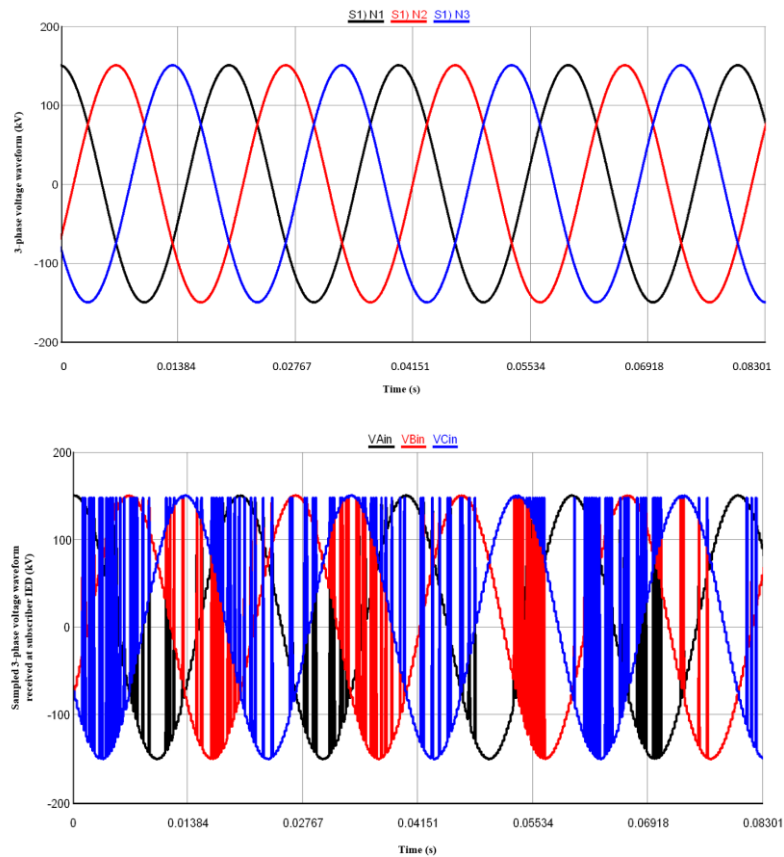 S1) N1 S1) N2 S1) N3
200
100
0
-100
-200
3-phase voltage waveform (kV)
0 0.01384 0.02767 0.04151 0.05534 0.06918 0.08301
Time (s)
VAin VBin VCin
200
100
0
-100
-200
Sampled 3-phase voltage waveform
received at subscriber IED (kV)
0 0.01384 0.02767 0.04151 0.05534 0.06918 0.08301
Time (s)